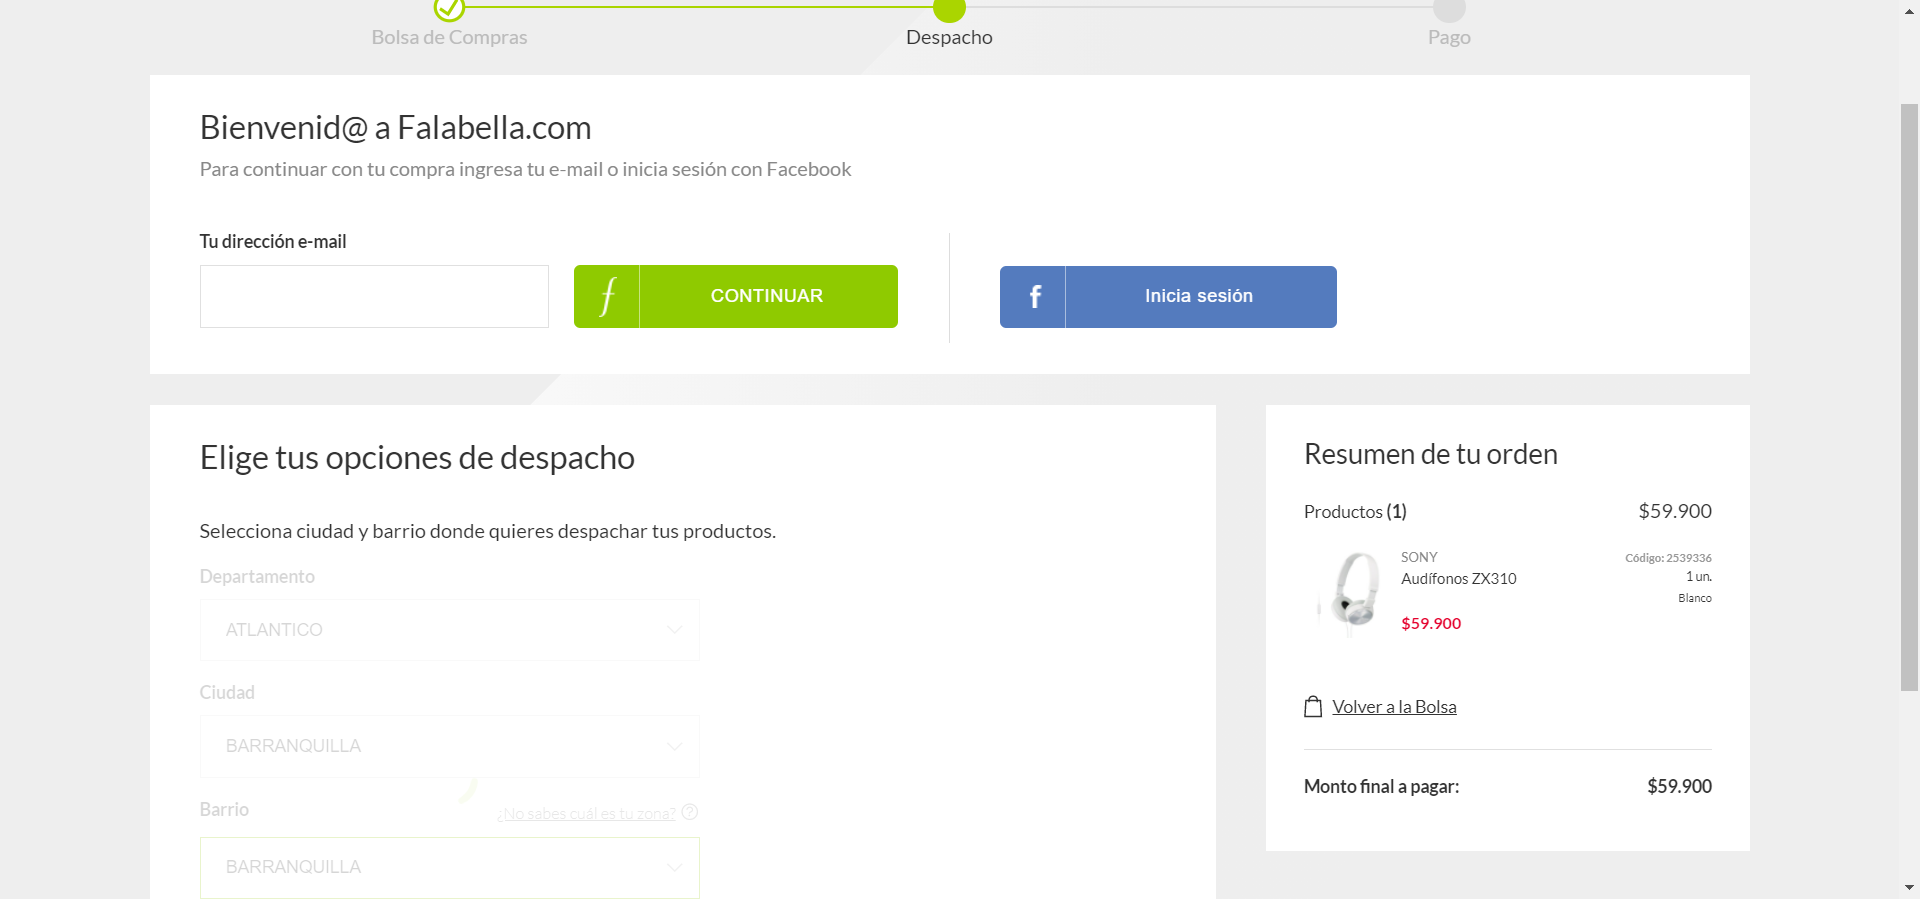 Bolsa de Compras
Despacho
Pago
Bienvenid@ a Falabella.com
Para continuar con tu compra ingresa tu e-mail o inicia sesión con Facebook
Tu dirección e-mail
CONTINUAR
Inicia sesión
Elige tus opciones de despacho
Selecciona ciudad y barrio donde quieres despachar tus productos.
Departamento
ATLANTICO
Ciudad
BARRANQUILLA
Barrio
¿No sabes cuál es tu zona? ?
BARRANQUILLA
Resumen de tu orden
Productos (1) $59.900
SONY
Audífonos ZX310
$59.900
Código: 2539336
1 un.
Blanco
Volver a la Bolsa
Monto final a pagar: $59.900